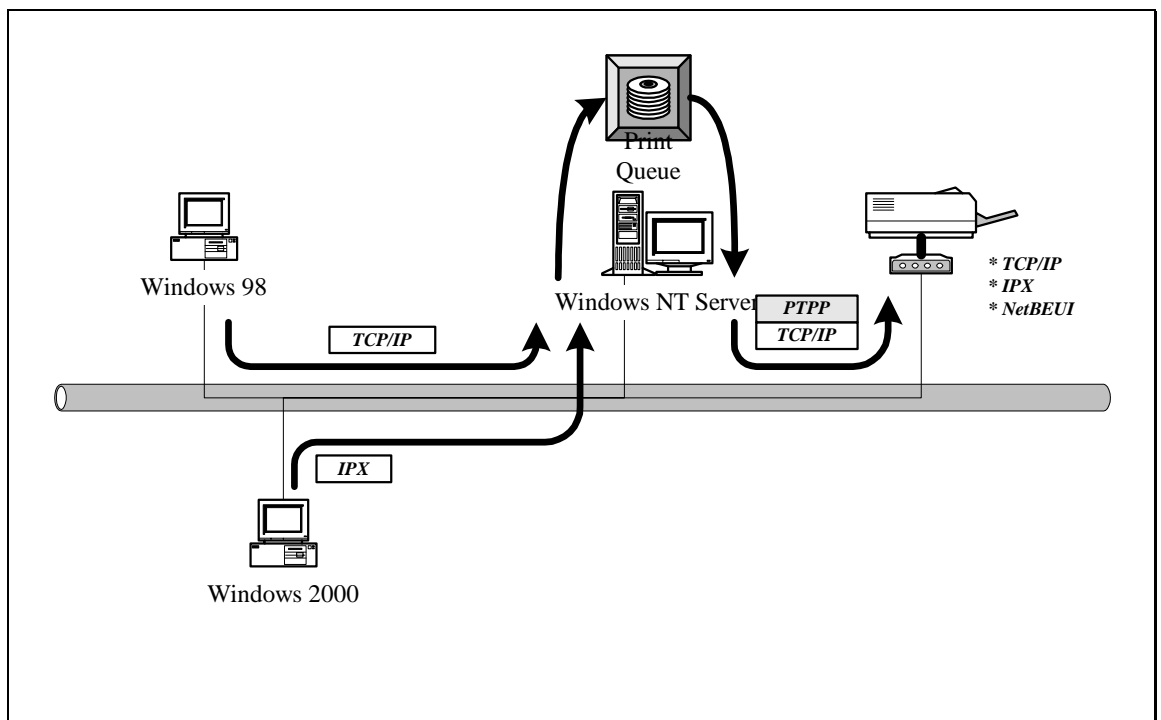 Print
Queue
Windows 98
Windows NT Server
* TCP/IP
* IPX
* NetBEUI
PTPP
TCP/IP
TCP/IP
IPX
Windows 2000